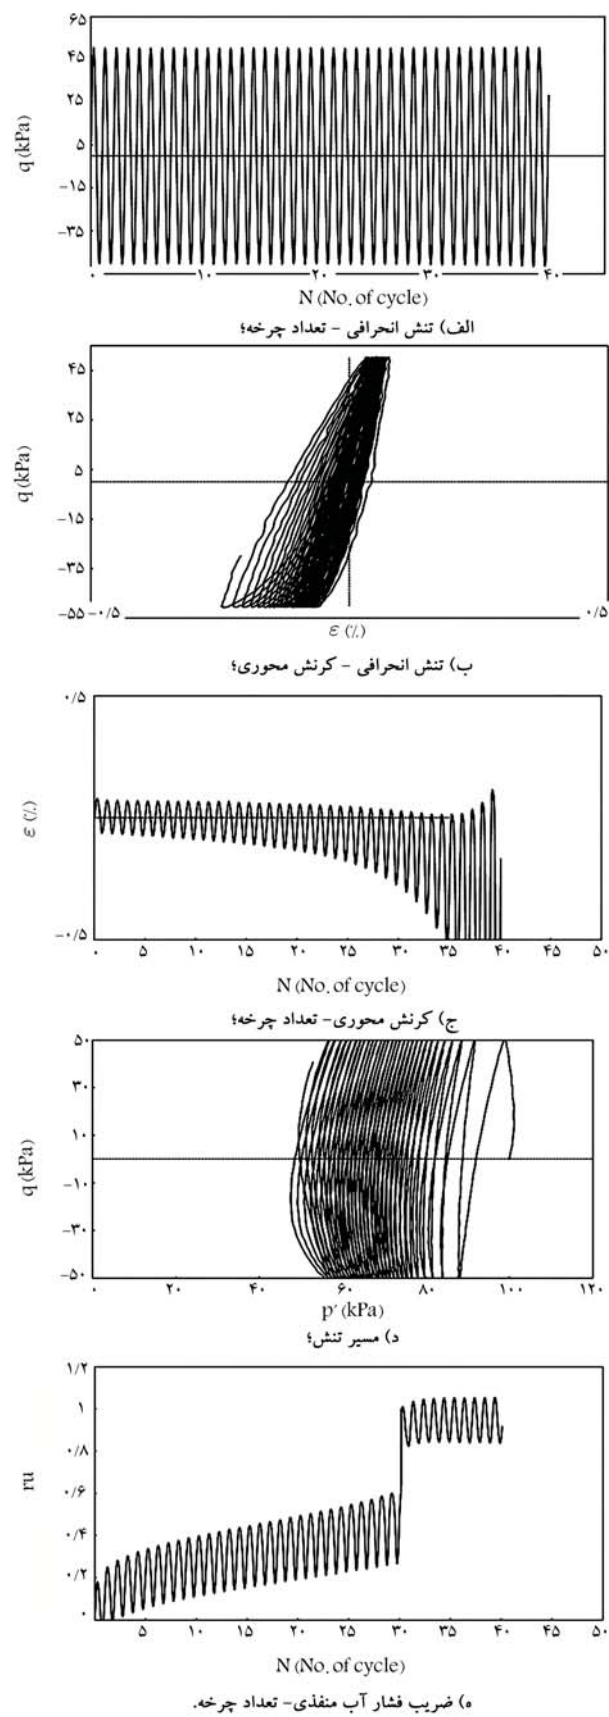 ۶۵
۴۵
۲۵
۵
-۱۵
-۳۵
q (kPa)
۰ ۱۰ ۲۰ ۳۰ ۴۰
N (No. of cycle)
الف) تنش انحرافی - تعداد چرخه؛
۴۵
۲۵
۵
-۱۵
-۳۵
-۵۵
q (kPa)
-۰/۵ ۰/۵
ε (٪)
ب) تنش انحرافی - کرنش محوری؛
۰/۵
ε (٪)
-۰/۵
۰ ۵ ۱۰ ۱۵ ۲۰ ۲۵ ۳۰ ۳۵ ۴۰ ۴۵ ۵۰
N (No. of cycle)
ج) کرنش محوری- تعداد چرخه؛
۵۰
۳۰
۱۰
-۱۰
-۳۰
-۵۰
q (kPa)
۰ ۲۰ ۴۰ ۶۰ ۸۰ ۱۰۰ ۱۲۰
p´ (kPa)
د) مسیر تنش؛
۱/۲
۱
۰/۸
۰/۶
۰/۴
۰/۲
۰
ru
۵ ۱۰ ۱۵ ۲۰ ۲۵ ۳۰ ۳۵ ۴۰ ۴۵ ۵۰
N (No. of cycle)
ه) ضریب فشار آب منفذی- تعداد چرخه.